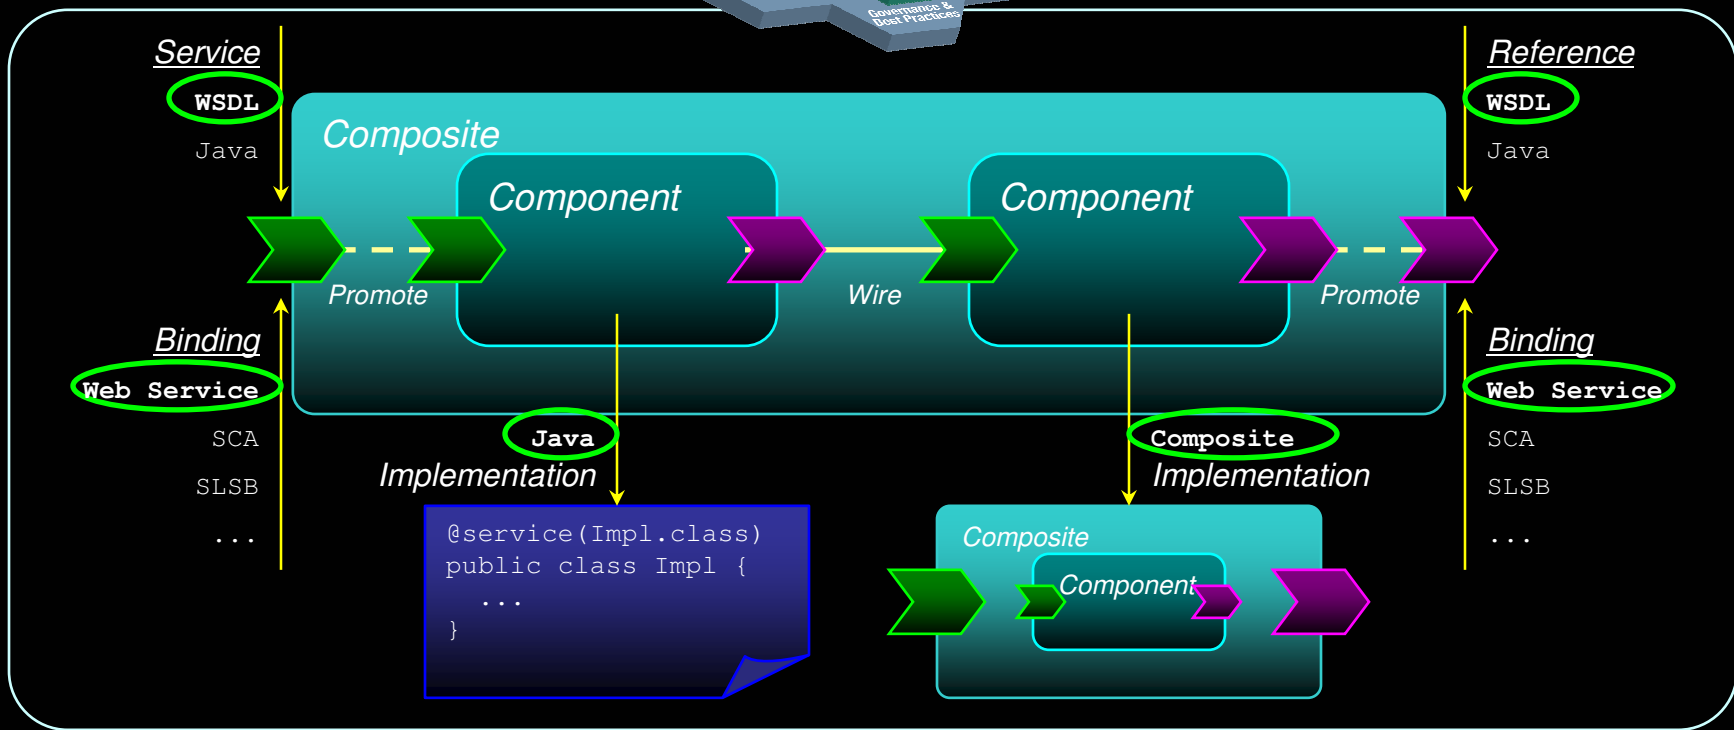 Governance &
Best Practices
Service
WSDL
Java
Reference
WSDL
Java
Composite
Component
Component
Promote
Wire
Promote
Binding
Web Service
SCA
SLSB
...
Binding
Web Service
SCA
SLSB
...
Java
Implementation
Composite
Implementation
@service(Impl.class)
public class Impl {
...
}
Composite
Component